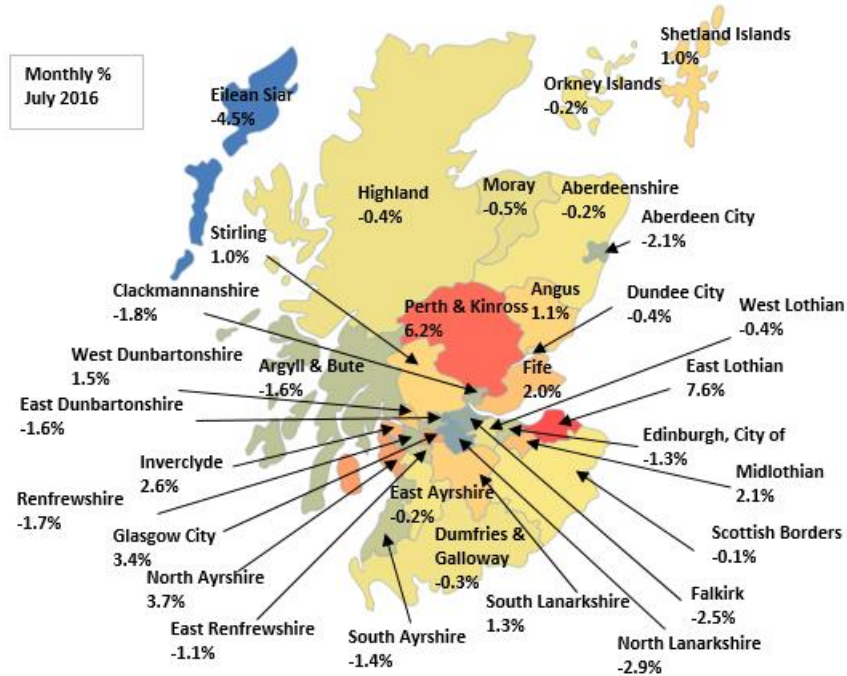 Monthly %
July 2016
Shetland Islands
1.0%
Orkney Islands
-0.2%
Eilean Siar
-4.5%
Highland
-0.4%
Moray
-0.5%
Aberdeenshire
-0.2%
Aberdeen City
-2.1%
Stirling
1.0%
Clackmannanshire
-1.8%
Perth & Kinross
6.2%
Angus
1.1%
Dundee City
-0.4%
West Lothian
-0.4%
West Dunbartonshire
1.5%
Argyll & Bute
-1.6%
Fife
2.0%
East Lothian
7.6%
East Dunbartonshire
-1.6%
Edinburgh, City of
-1.3%
Inverclyde
2.6%
Midlothian
2.1%
Renfrewshire
-1.7%
East Ayrshire
-0.2%
Glasgow City
3.4%
Dumfries &
Galloway
-0.3%
Scottish Borders
-0.1%
North Ayrshire
3.7%
South Lanarkshire
1.3%
Falkirk
-2.5%
East Renfrewshire
-1.1%
South Ayrshire
-1.4%
North Lanarkshire
-2.9%